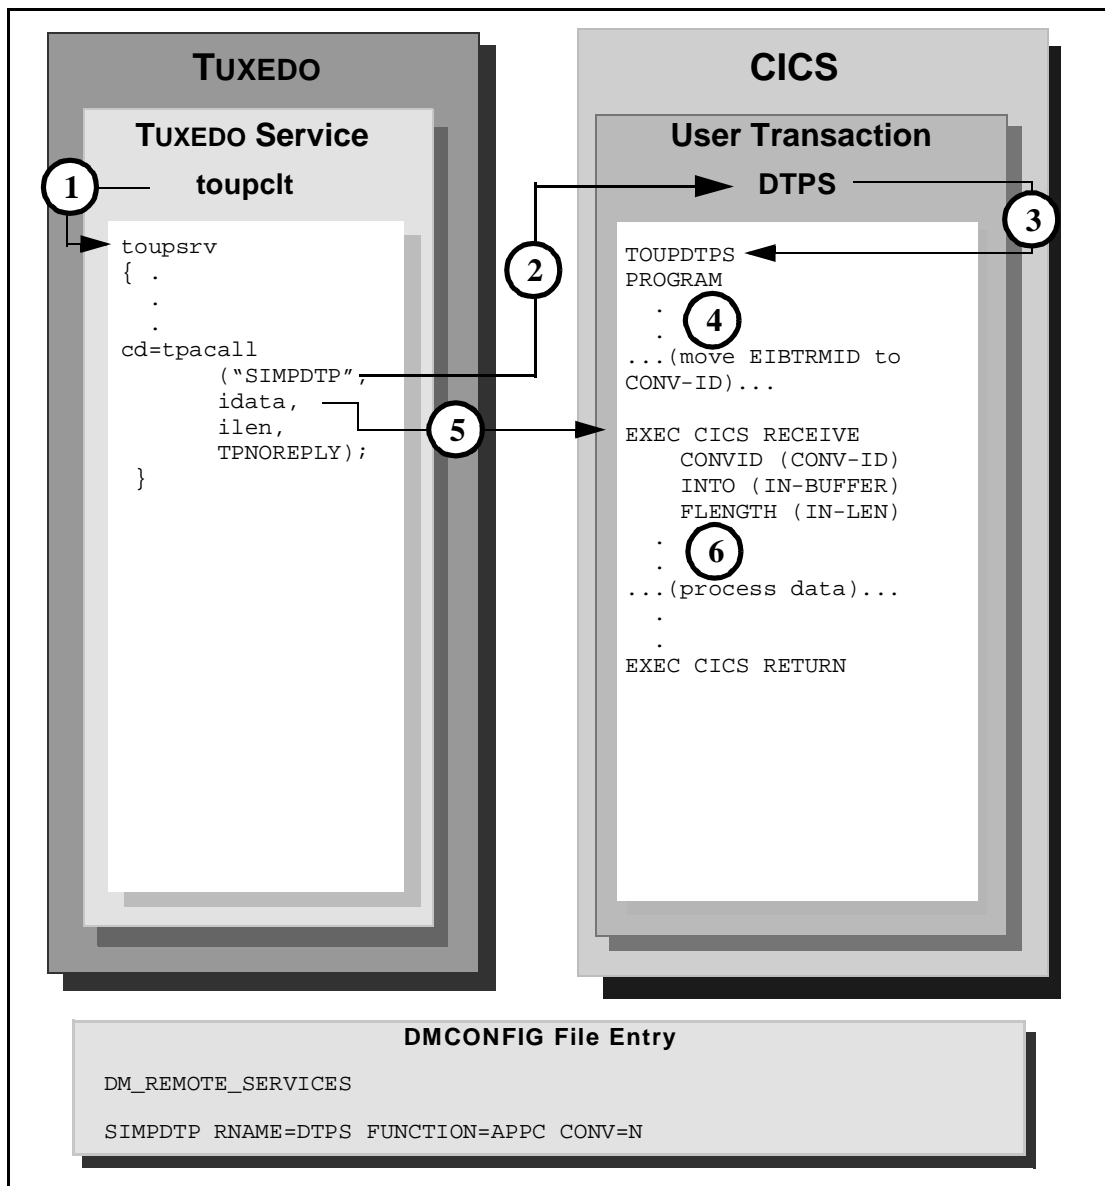 TUXEDO
TUXEDO Service
toupclt
1
toupsrv
{ .
.
.
cd=tpacall
("SIMPDTP",
idata,
ilen,
TPNOREPLY);
}
2
5
CICS
User Transaction
DTPS
3
TOUPDTPS
PROGRAM
.
.
4
...(move EIBTRMID to
CONV-ID)...
EXEC CICS RECEIVE
CONVID (CONV-ID)
INTO (IN-BUFFER)
FLENGTH (IN-LEN)
.
.
6
...(process data)...
.
.
EXEC CICS RETURN
DMCONFIG File Entry
DM_REMOTE_SERVICES
SIMPDTP RNAME=DTPS FUNCTION=APPC CONV=N